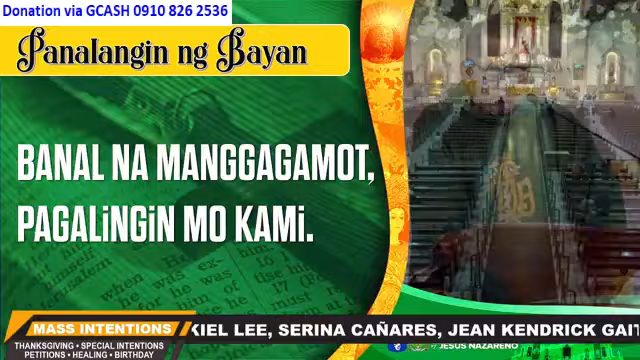 Donation via GCASH 0910 826 2536
Panalangin ng Bayan
BANAL NA MANGGAGAMOT,
PAGALiNGiN MO KAMi.
MASS INTENTIONS
KIEL LEE, SERINA CAÑARES, JEAN KENDRICK GAIT
THANKSGIVING • SPECIAL INTENTIONS
PETITIONS • HEALING • BIRTHDAY
JESUS NAZARENO